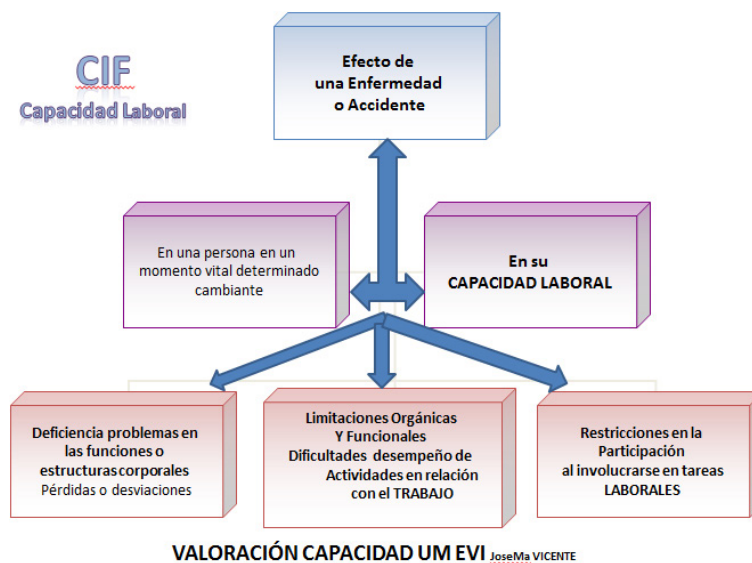 CIF
Capacidad Laboral
Efecto de
una Enfermedad
o Accidente
En una persona en un
momento vital determinado
cambiante
En su
CAPACIDAD LABORAL
Deficiencia problemas en
las funciones o
estructuras corporales
Pérdidas o desviaciones
Limitaciones Orgánicas
Y Funcionales
Dificultades desempeño de
Actividades en relación
con el TRABAJO
Restricciones en la
Participación
al involucrarse en tareas
LABORALES
VALORACIÓN CAPACIDAD UM EVI JoseMa VICENTE